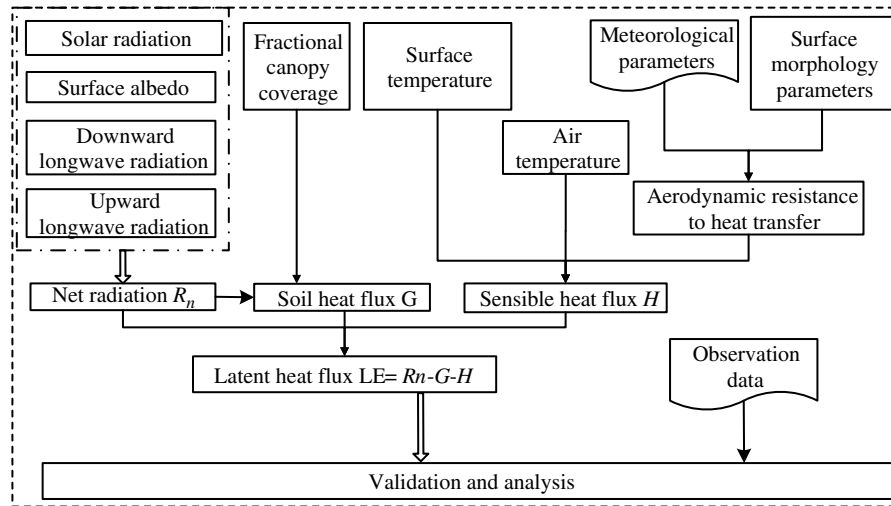 Solar radiation
Surface albedo
Downward
longwave radiation
Upward
longwave radiation
Fractional
canopy
coverage
Surface
temperature
Meteorological
parameters
Surface
morphology
parameters
Air
temperature
Aerodynamic resistance
to heat transfer
Net radiation Rn
Soil heat flux G
Sensible heat flux H
Latent heat flux LE= Rn-G-H
Observation
data
Validation and analysis